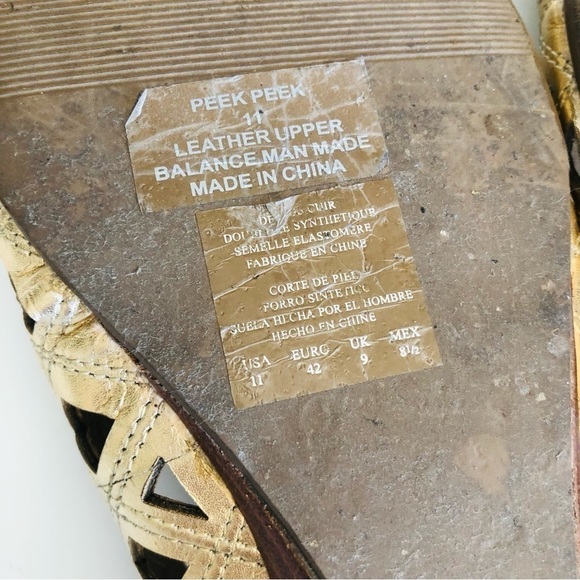 PEEK PEEK
11
LEATHER UPPER
BALANCE MAN MADE
MADE IN CHINA
CUIR
SYNTHETIQUE
SEMELLE ELASTOMERE
FABRIQUE EN CHINE
CORTE DE PIEL
FORRO SINTETICO
SUELA HECHA POR EL HOMBRE
HECHO EN CHINE
USA EURO UK MEX
11 42 9 8½